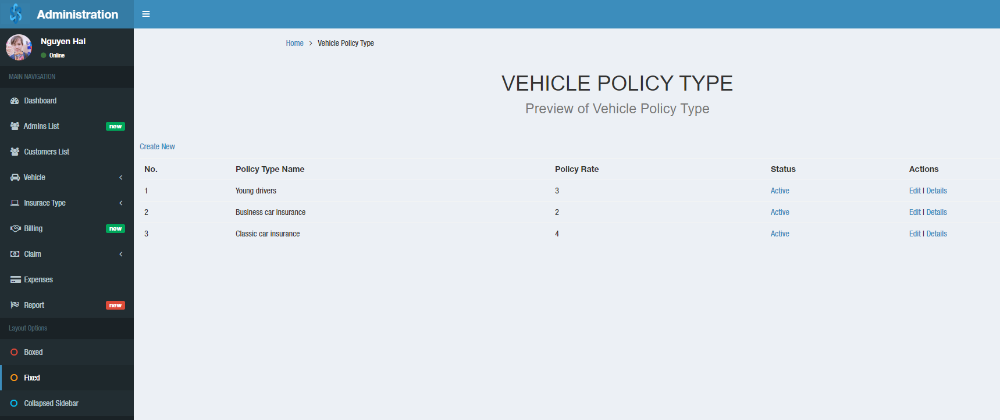 Administration
Nguyen Hai
Online
MAIN NAVIGATION
Dashboard
Admins List new
Customers List
Vehicle
Insurace Type
Billing new
Claim
Expenses
Report new
Layout Options
Boxed
Fixed
Collapsed Sidebar
Home > Vehicle Policy Type
VEHICLE POLICY TYPE
Preview of Vehicle Policy Type
Create New
No. Policy Type Name Policy Rate Status Actions
1 Young drivers 3 Active Edit | Details
2 Business car insurance 2 Active Edit | Details
3 Classic car insurance 4 Active Edit | Details